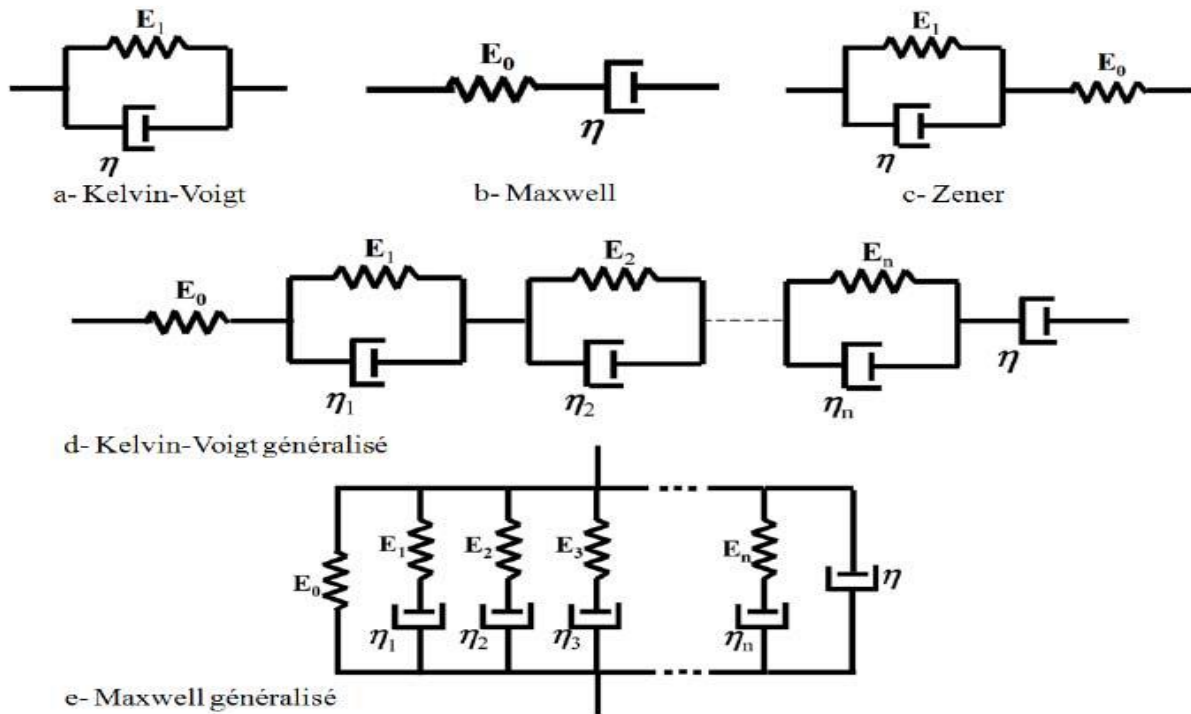 E₁
η
a- Kelvin-Voigt
E₀
η
b- Maxwell
E₁
E₀
η
c- Zener
E₀
E₁
E₂
Eₙ
η₁
η₂
ηₙ
η
d- Kelvin-Voigt généralisé
E₀
E₁
E₂
E₃
Eₙ
η₁
η₂
η₃
ηₙ
η
e- Maxwell généralisé